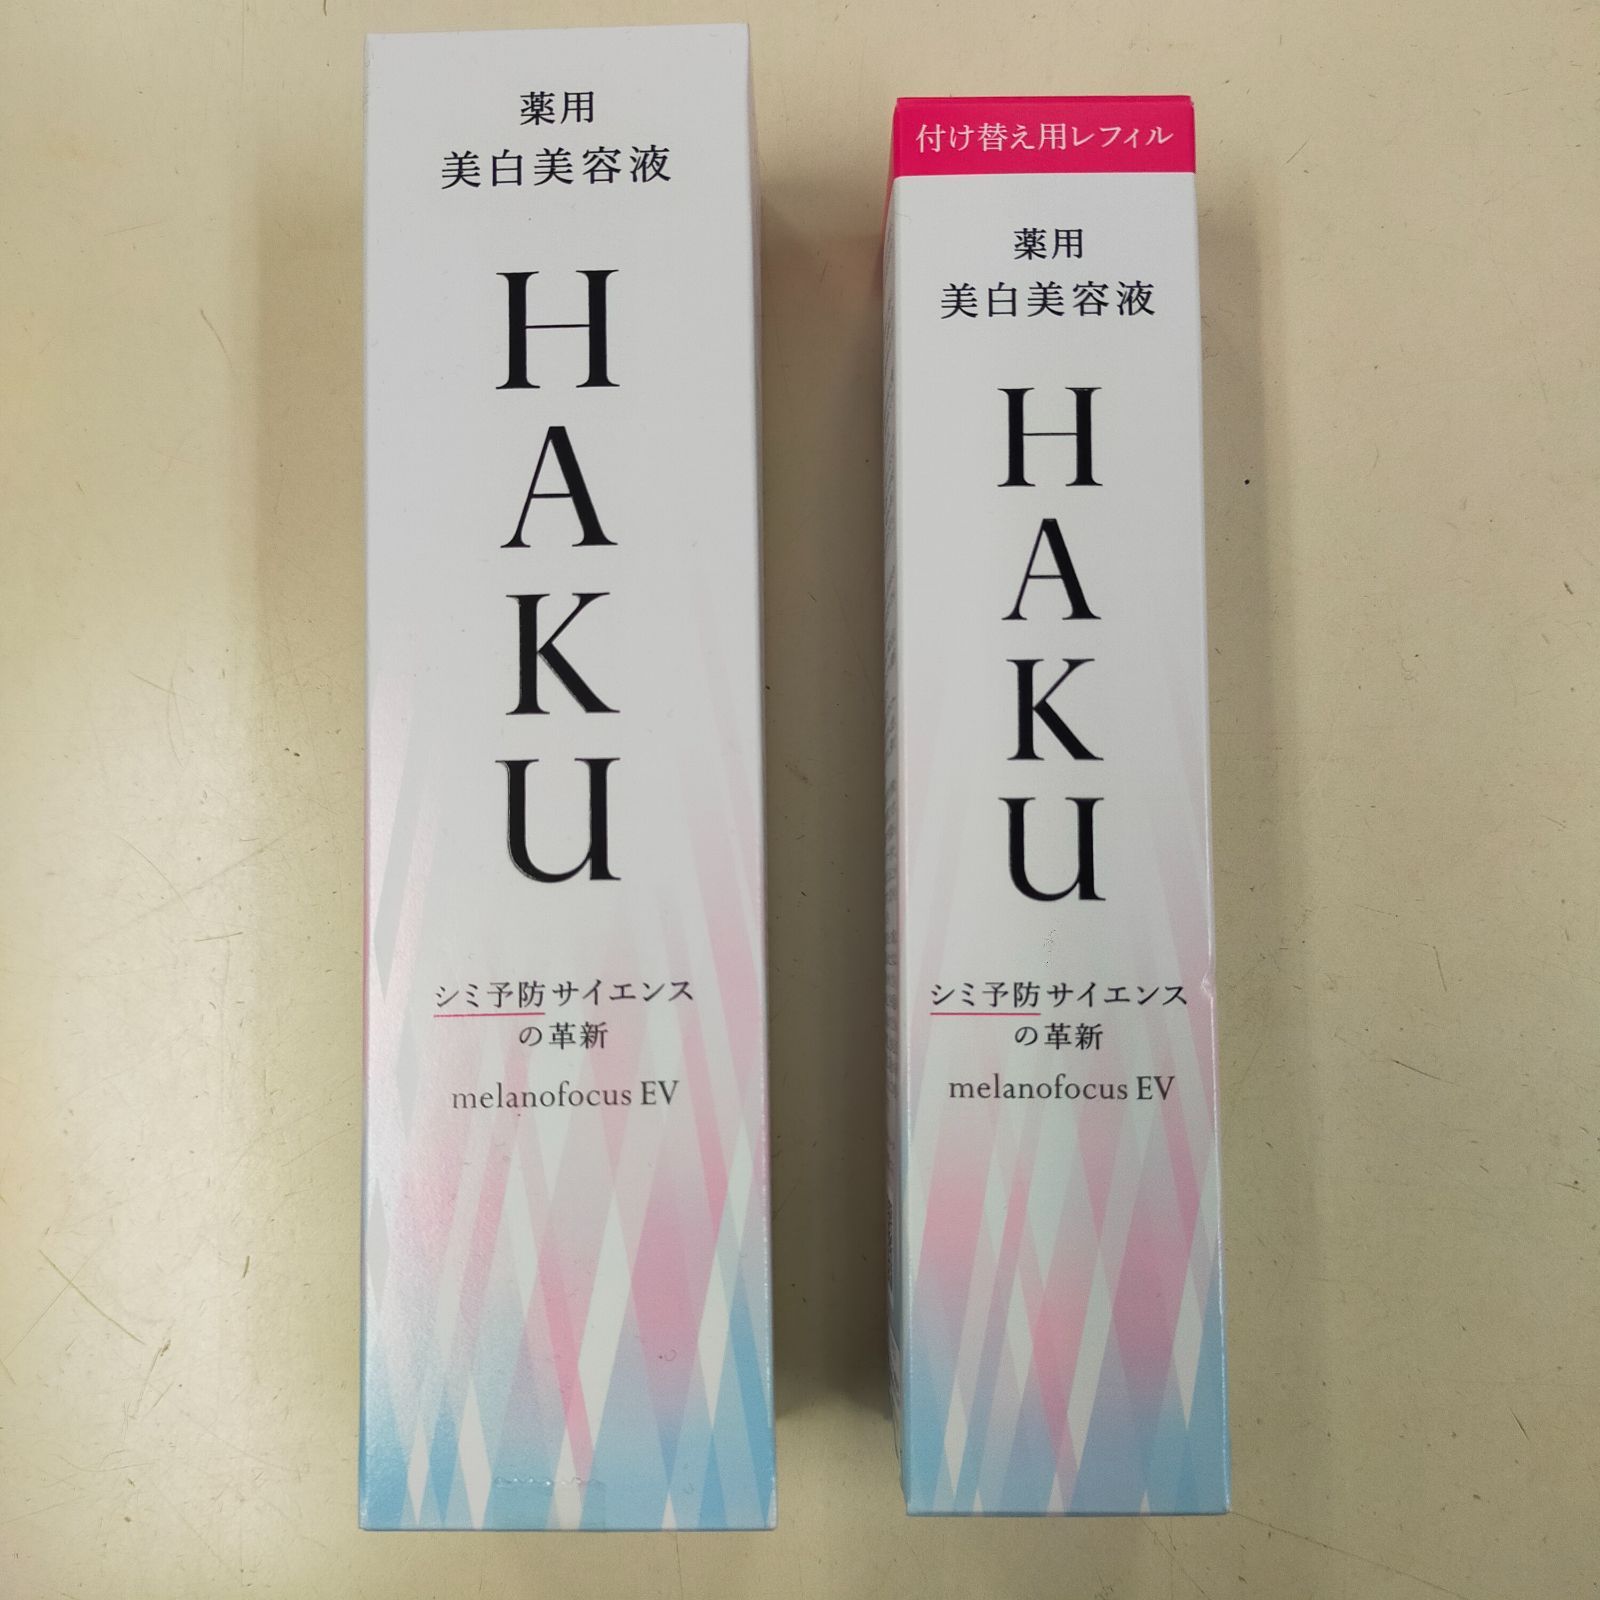 薬用
美白美容液
HAKU
シミ予防サイエンス
の革新
melanofocus EV
付け替え用レフィル
薬用
美白美容液
HAKU
シミ予防サイエンス
の革新
melanofocus EV